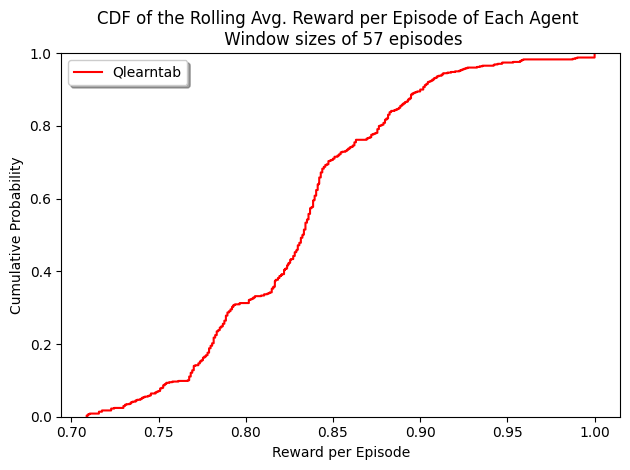 CDF of the Rolling Avg. Reward per Episode of Each Agent
Window sizes of 57 episodes
Qlearntab
Cumulative Probability
1.0
0.8
0.6
0.4
0.2
0.0
0.70 0.75 0.80 0.85 0.90 0.95 1.00
Reward per Episode